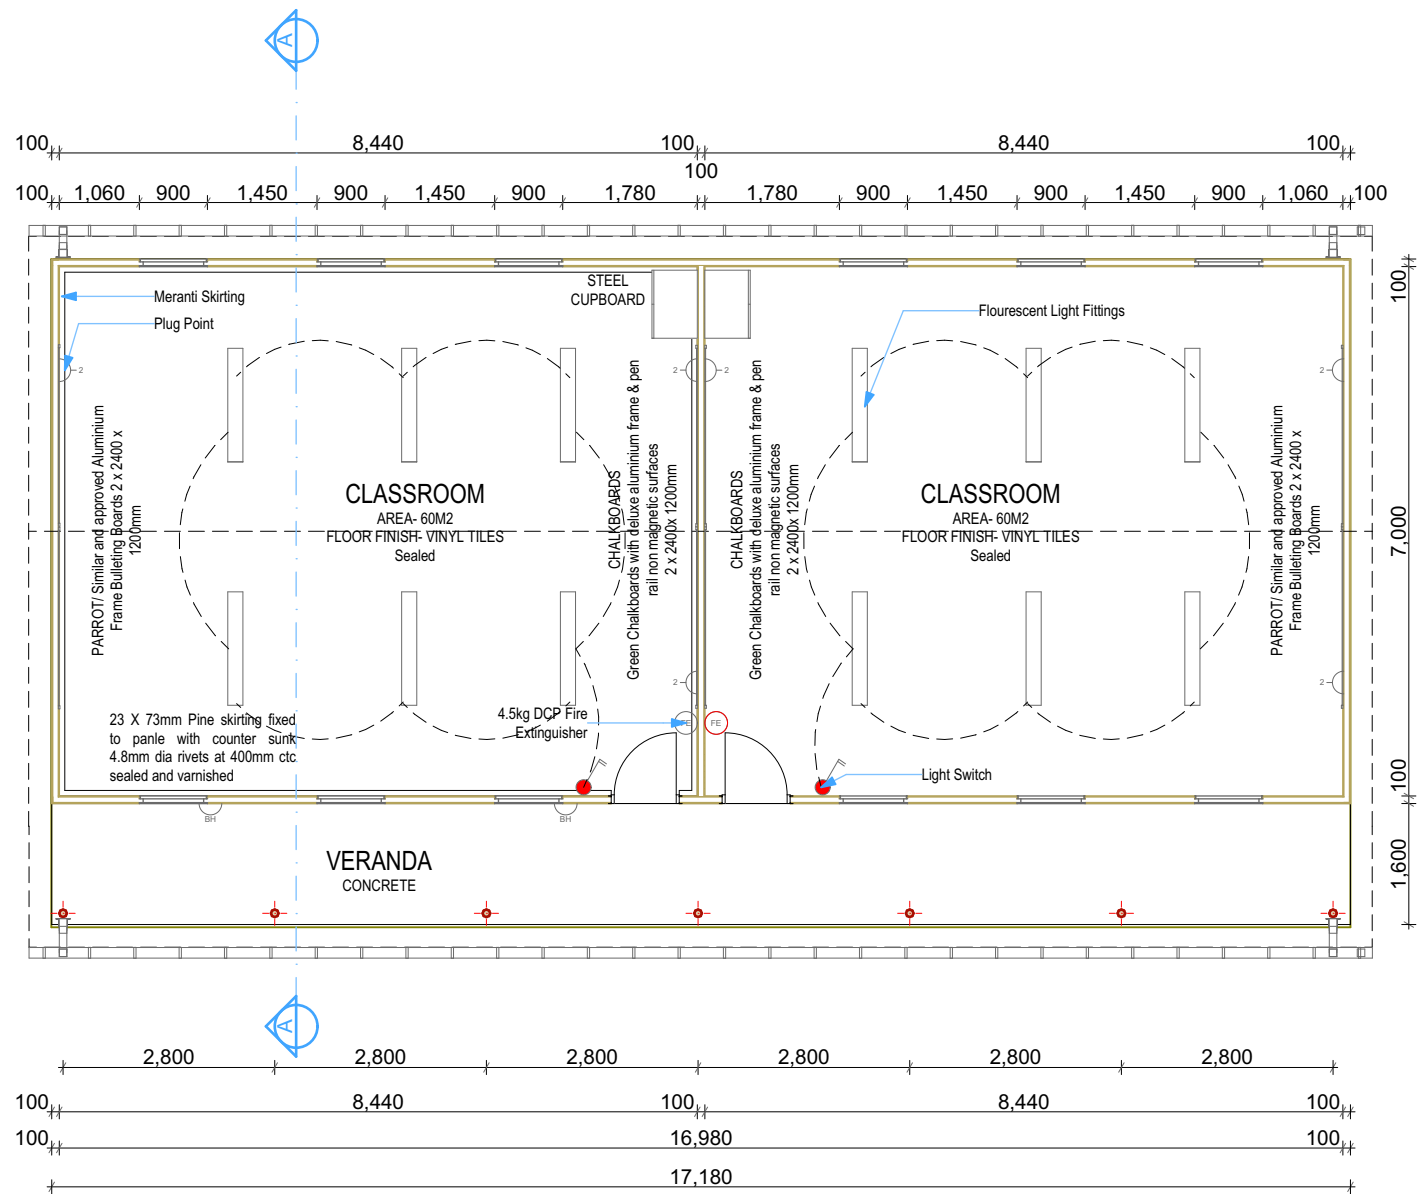 A
100 8,440 100 8,440 100
100
100 1,060 900 1,450 900 1,450 900 1,780 1,780 900 1,450 900 1,450 900 1,060 100
STEEL
CUPBOARD
Meranti Skirting
Plug Point
Flourescent Light Fittings
2
2
2
2
PARROT/ Similar and approved Aluminium
Frame Bulleting Boards 2 x 2400 x
1200mm
CLASSROOM
AREA- 60M2
FLOOR FINISH- VINYL TILES
Sealed
CHALKBOARDS
Green Chalkboards with deluxe aluminium frame & pen
rail non magnetic surfaces
2 x 2400x 1200mm
CHALKBOARDS
Green Chalkboards with deluxe aluminium frame & pen
rail non magnetic surfaces
2 x 2400x 1200mm
CLASSROOM
AREA- 60M2
FLOOR FINISH- VINYL TILES
Sealed
PARROT/ Similar and approved Aluminium
Frame Bulleting Boards 2 x 2400 x
1200mm
100
7,000
100
1,600
2
2
23 X 73mm Pine skirting fixed
to panle with counter sunk
4.8mm dia rivets at 400mm ctc
sealed and varnished
4.5kg DCP Fire
Extinguisher
FE
FE
Light Switch
BH
BH
VERANDA
CONCRETE
A
2,800 2,800 2,800 2,800 2,800 2,800
100 8,440 100 8,440 100
100 16,980 100
17,180